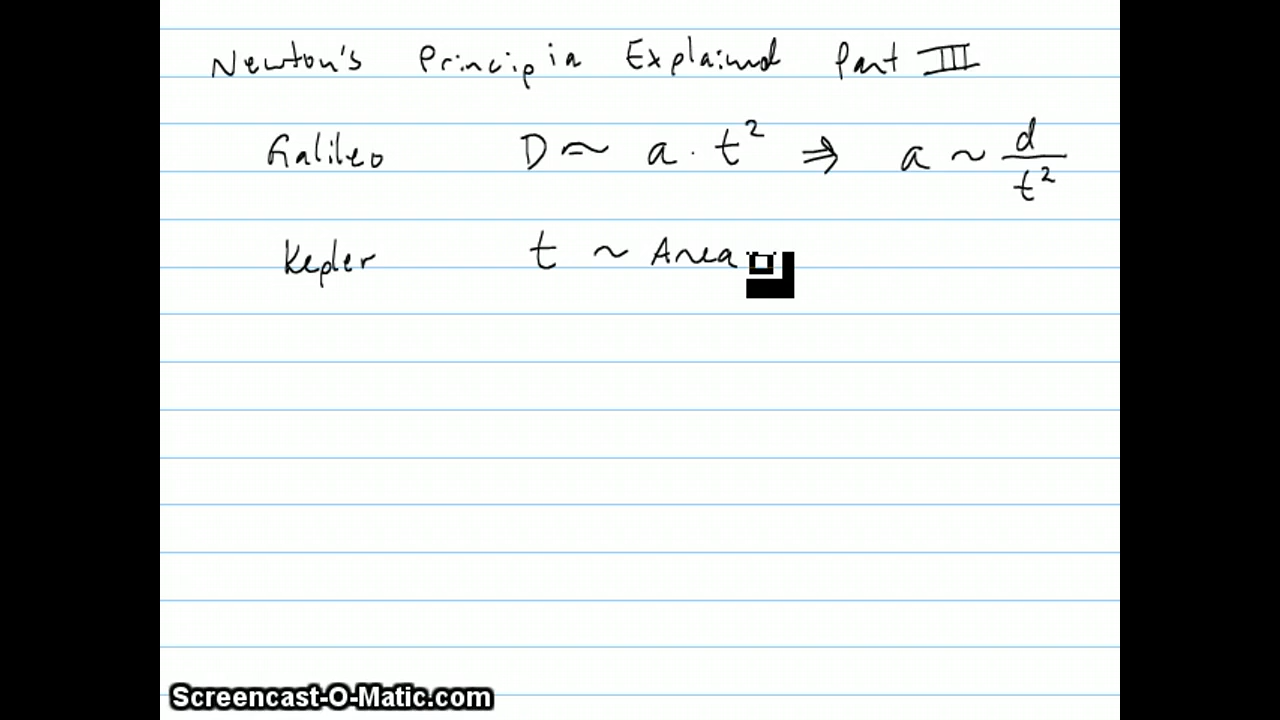 Newton's Principia Explained Part III
Galileo D ~ a · t² ⇒ a ~ d/t²
Kepler t ~ Area
Screencast-O-Matic.com